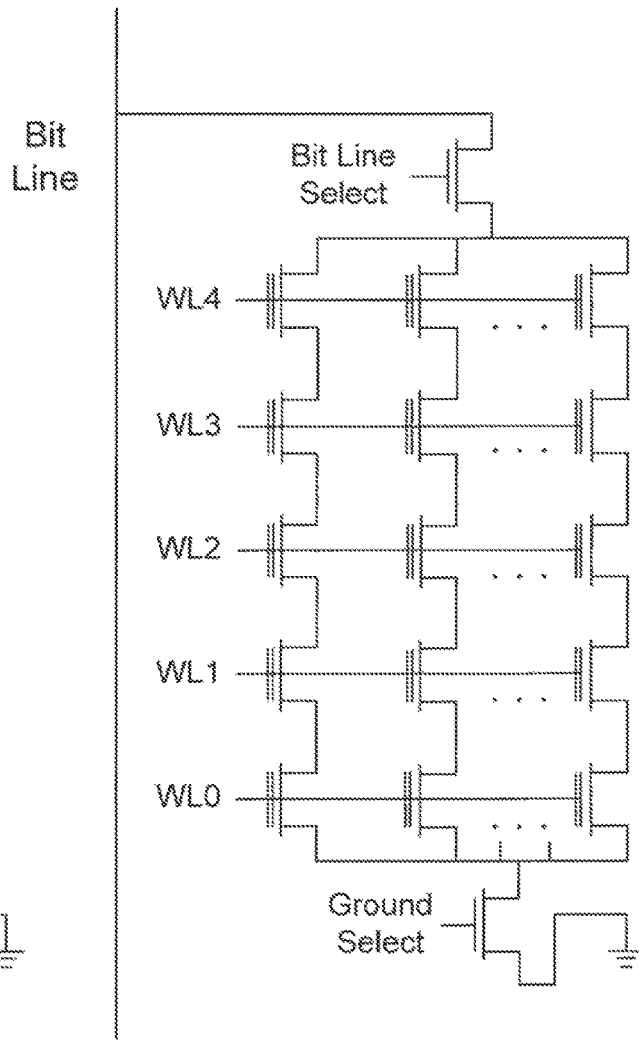 Bit
Line
Bit Line
Select
WL4
. . .
WL3
. . .
WL2
. . .
WL1
. . .
WL0
. . .
Ground
Select